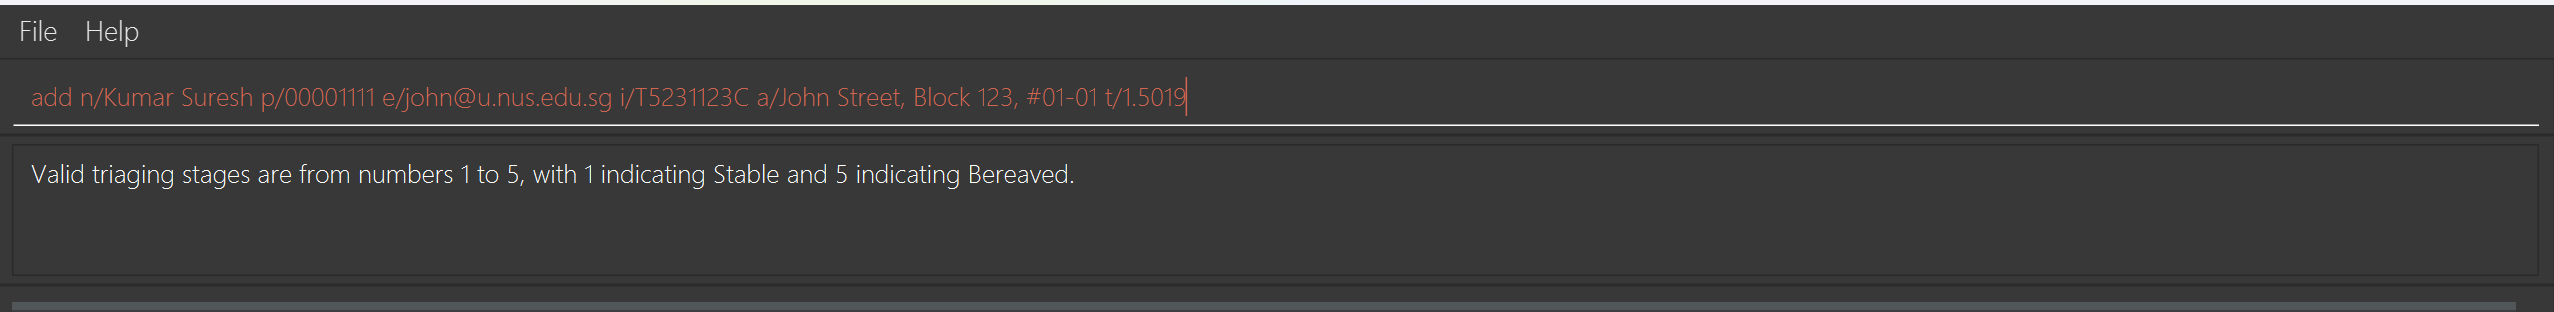 File Help
add n/Kumar Suresh p/00001111 e/john@u.nus.edu.sg i/T5231123C a/John Street, Block 123, #01-01 t/1.5019
Valid triaging stages are from numbers 1 to 5, with 1 indicating Stable and 5 indicating Bereaved.